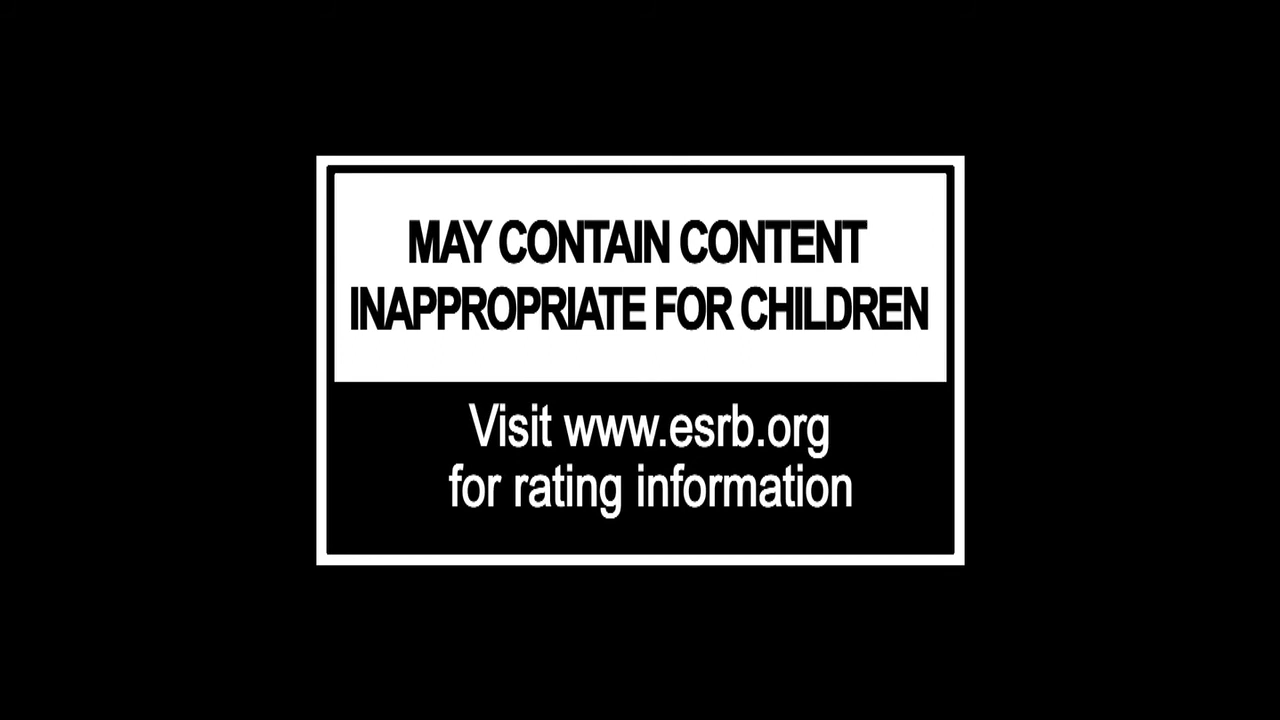 MAY CONTAIN CONTENT
INAPPROPRIATE FOR CHILDREN
Visit www.esrb.org
for rating information